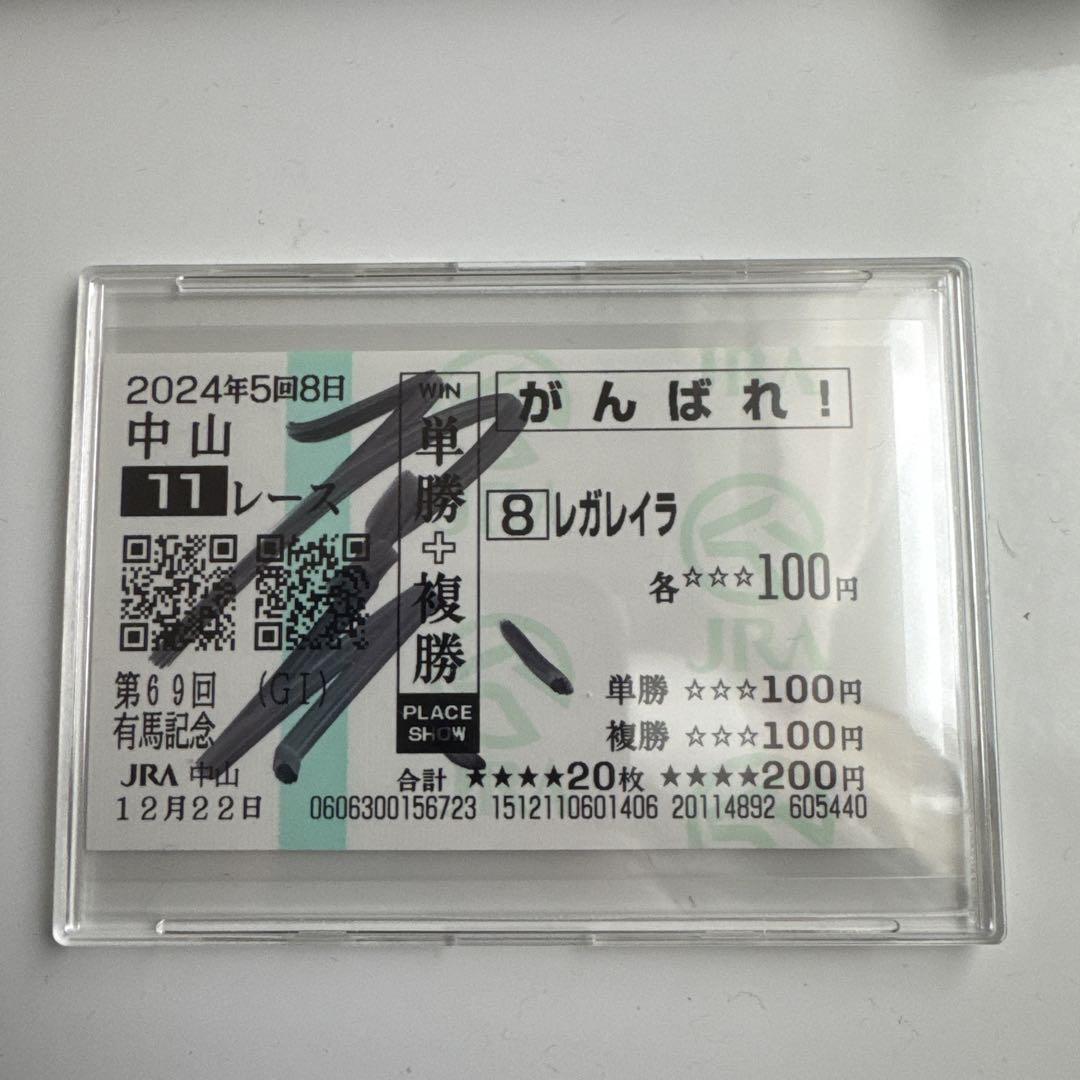 2024年5回8日
中山
11レース
第69回 (GI)
有馬記念
JRA 中山
12月22日
WIN
単勝+複勝
PLACE
SHOW
がんばれ!
8 レガレイラ
各☆☆☆100円
単勝 ☆☆☆100円
複勝 ☆☆☆100円
合計 ★★★★20枚 ★★★★200円
0606300156723 1512110601406 20114892 605440
JRA
JRA